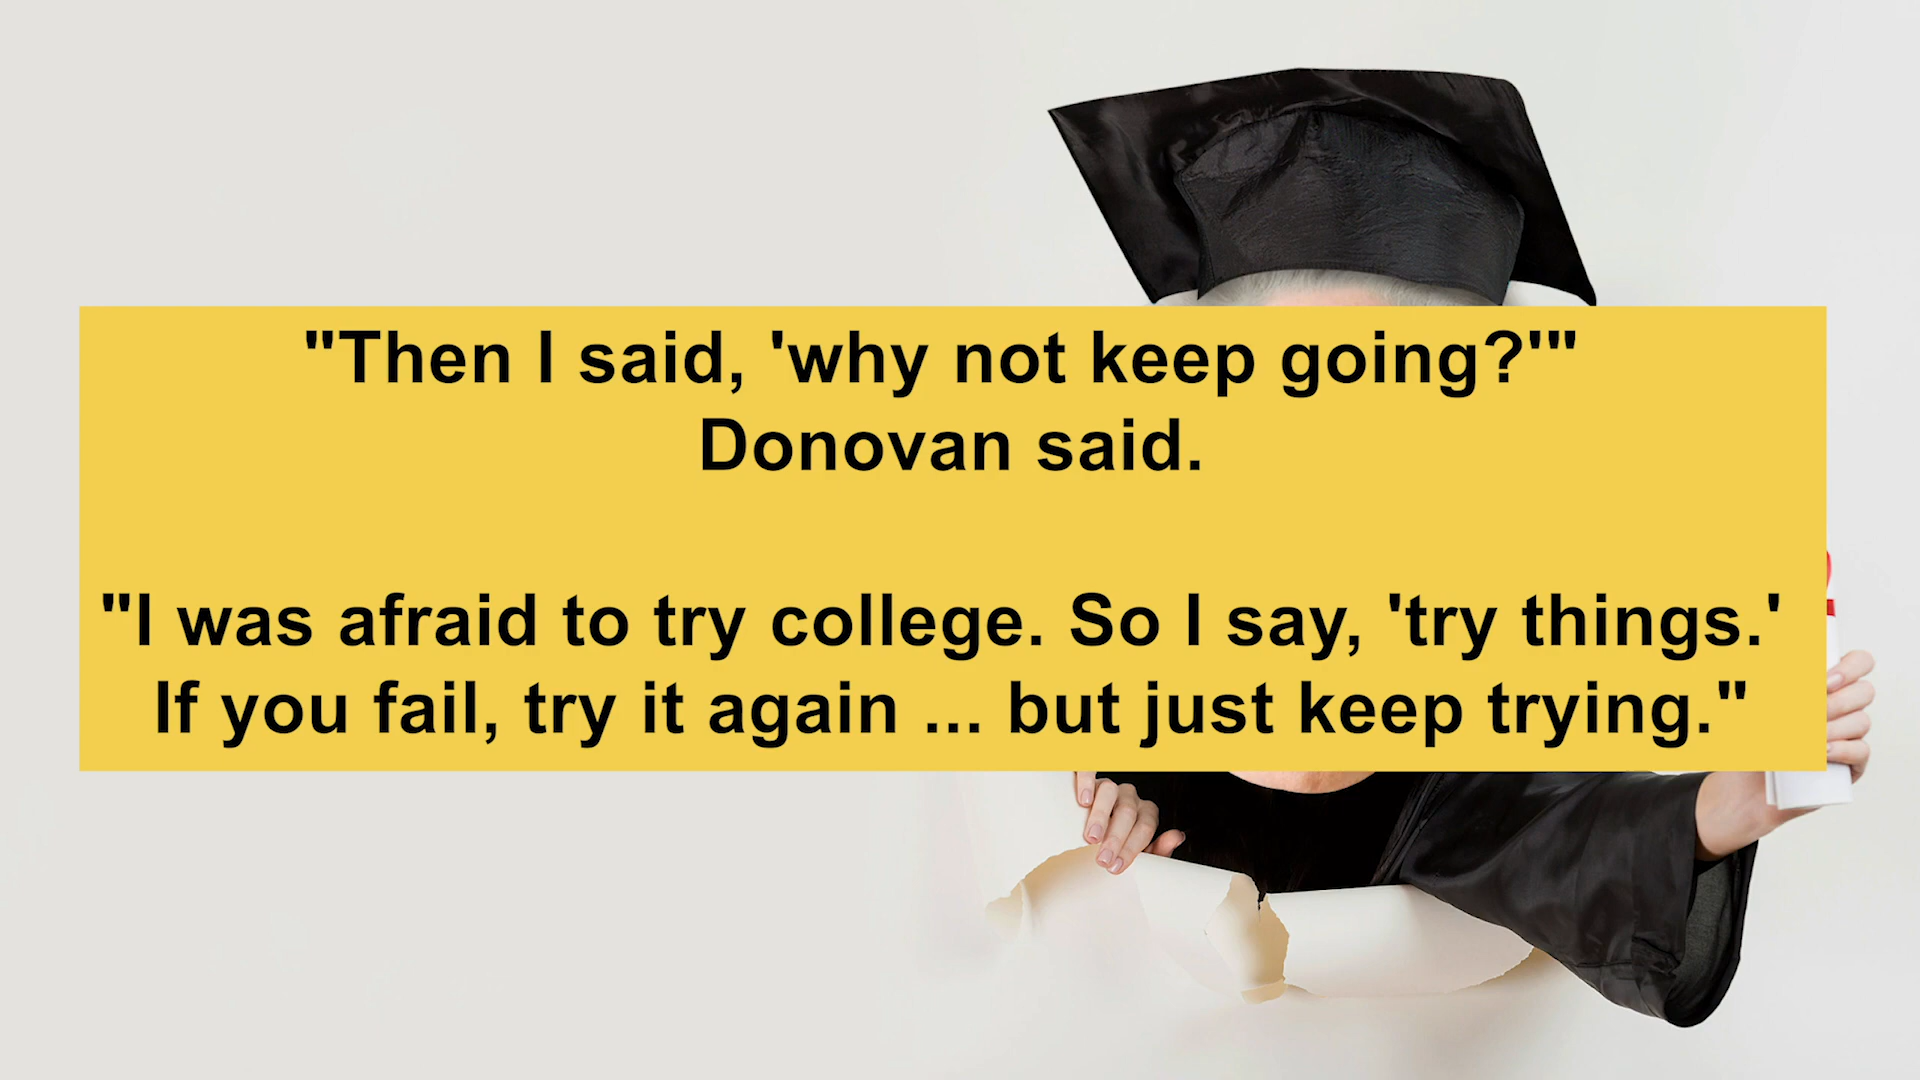 "Then I said, 'why not keep going?'"
Donovan said.
"I was afraid to try college. So I say, 'try things.'
If you fail, try it again ... but just keep trying."